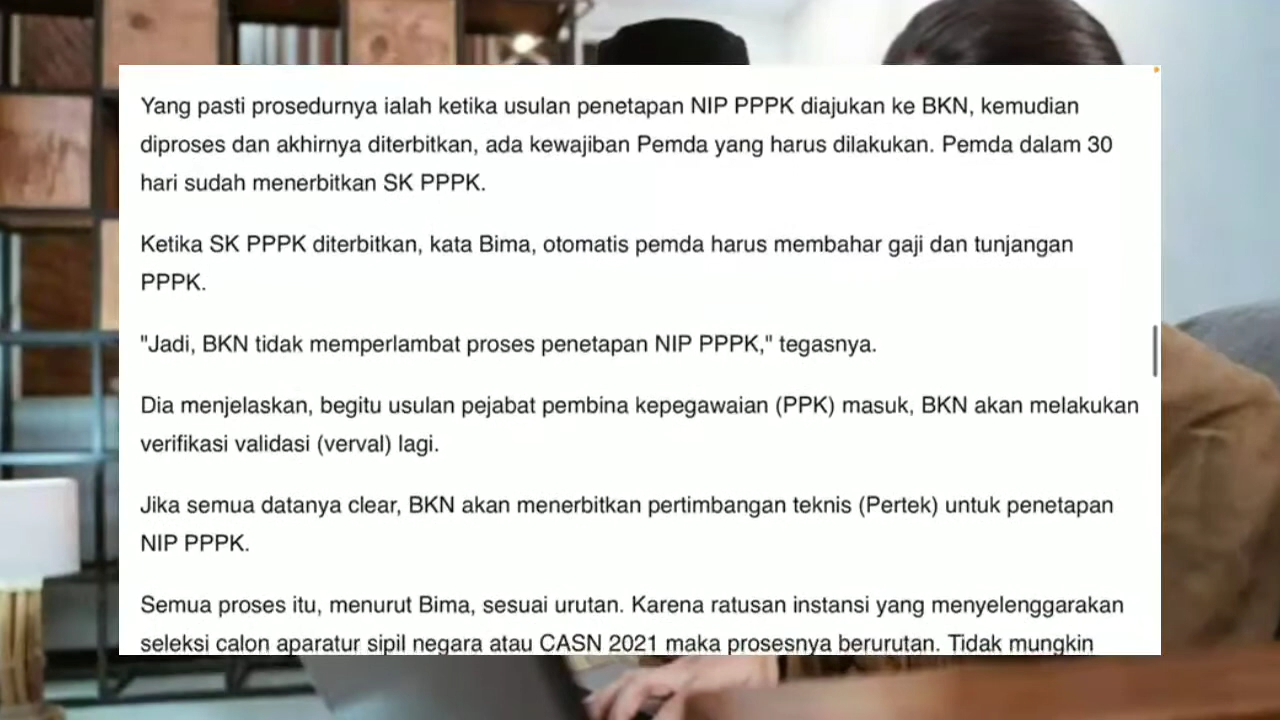 Yang pasti prosedurnya ialah ketika usulan penetapan NIP PPPK diajukan ke BKN, kemudian
diproses dan akhirnya diterbitkan, ada kewajiban Pemda yang harus dilakukan. Pemda dalam 30
hari sudah menerbitkan SK PPPK.
Ketika SK PPPK diterbitkan, kata Bima, otomatis pemda harus membahar gaji dan tunjangan
PPPK.
"Jadi, BKN tidak memperlambat proses penetapan NIP PPPK," tegasnya.
Dia menjelaskan, begitu usulan pejabat pembina kepegawaian (PPK) masuk, BKN akan melakukan
verifikasi validasi (verval) lagi.
Jika semua datanya clear, BKN akan menerbitkan pertimbangan teknis (Pertek) untuk penetapan
NIP PPPK.
Semua proses itu, menurut Bima, sesuai urutan. Karena ratusan instansi yang menyelenggarakan
seleksi calon aparatur sipil negara atau CASN 2021 maka prosesnya berurutan. Tidak mungkin